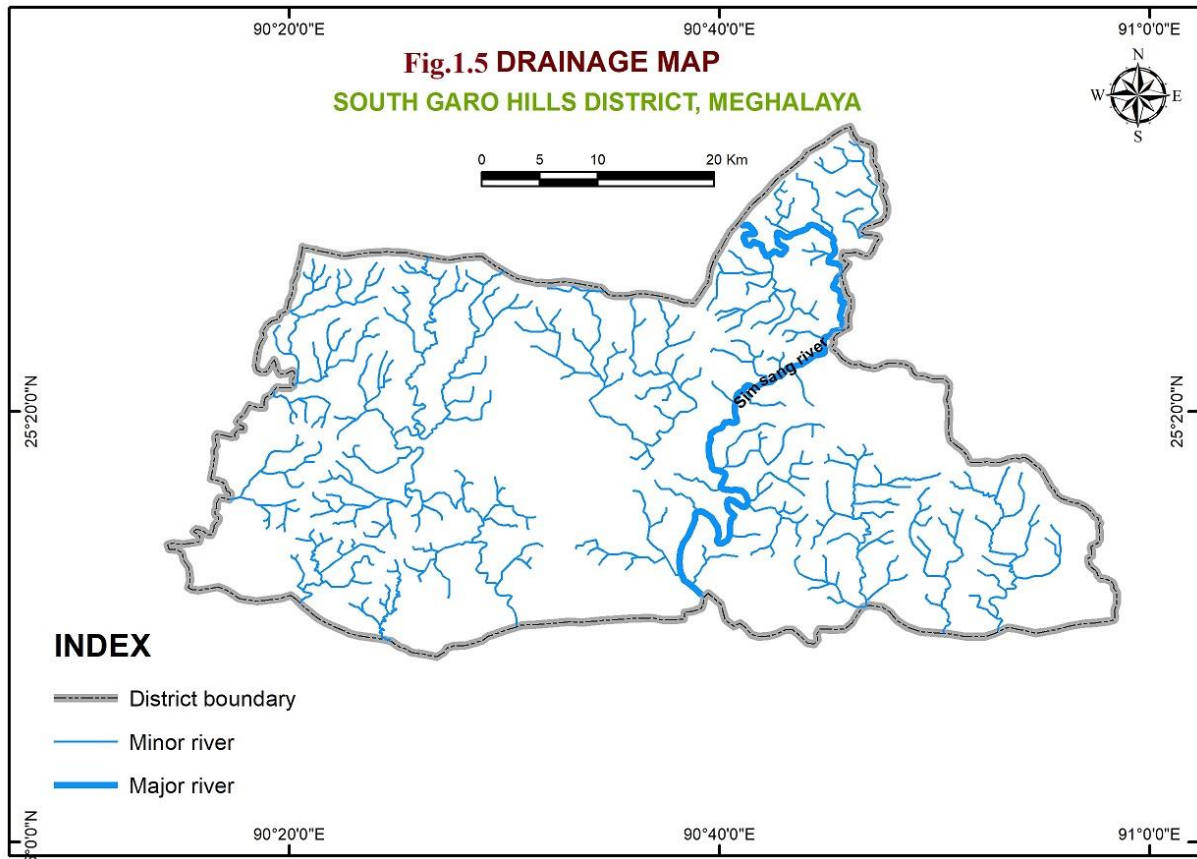 90°20'0"E 90°40'0"E 91°0'0"E
Fig.1.5 DRAINAGE MAP
SOUTH GARO HILLS DISTRICT, MEGHALAYA
N
W E
S
0 5 10 20 Km
25°20'0"N 25°20'0"N
Simsang river
INDEX
District boundary
Minor river
Major river
90°20'0"E 90°40'0"E 91°0'0"E